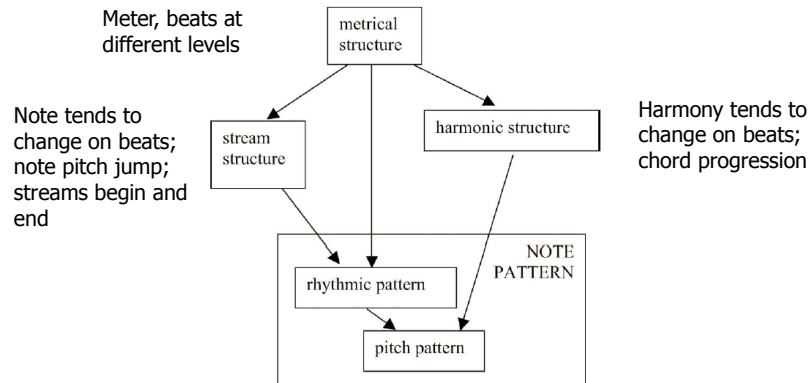 Meter, beats at
different levels
metrical
structure
Note tends to
change on beats;
note pitch jump;
streams begin and
end
stream
structure
harmonic structure
Harmony tends to
change on beats;
chord progression
NOTE
PATTERN
rhythmic pattern
pitch pattern